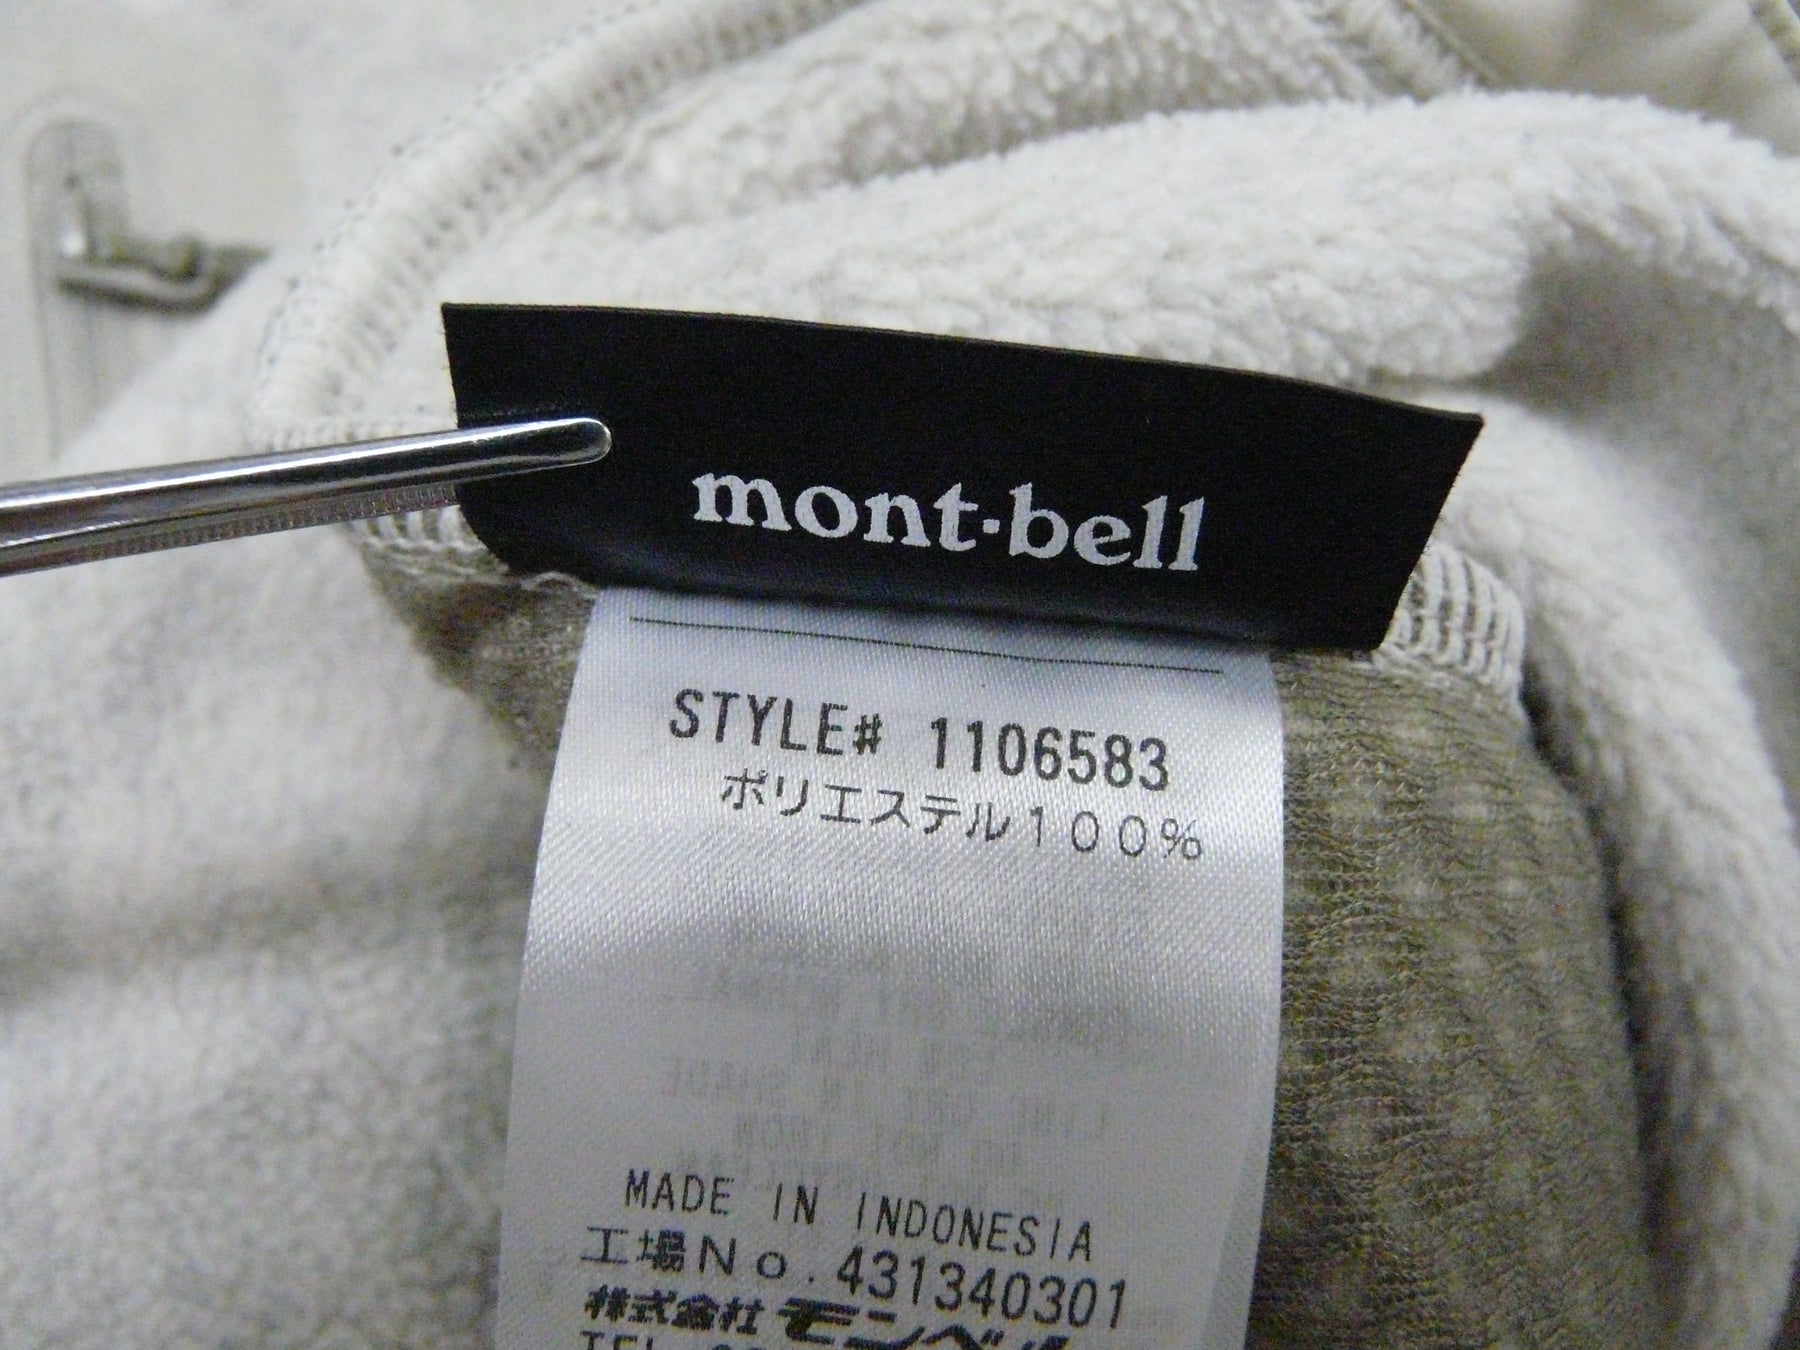 mont-bell
STYLE# 1106583
ポリエステル100%
MADE IN INDONESIA
工場No.431340301
株式会社モンベル
TEL